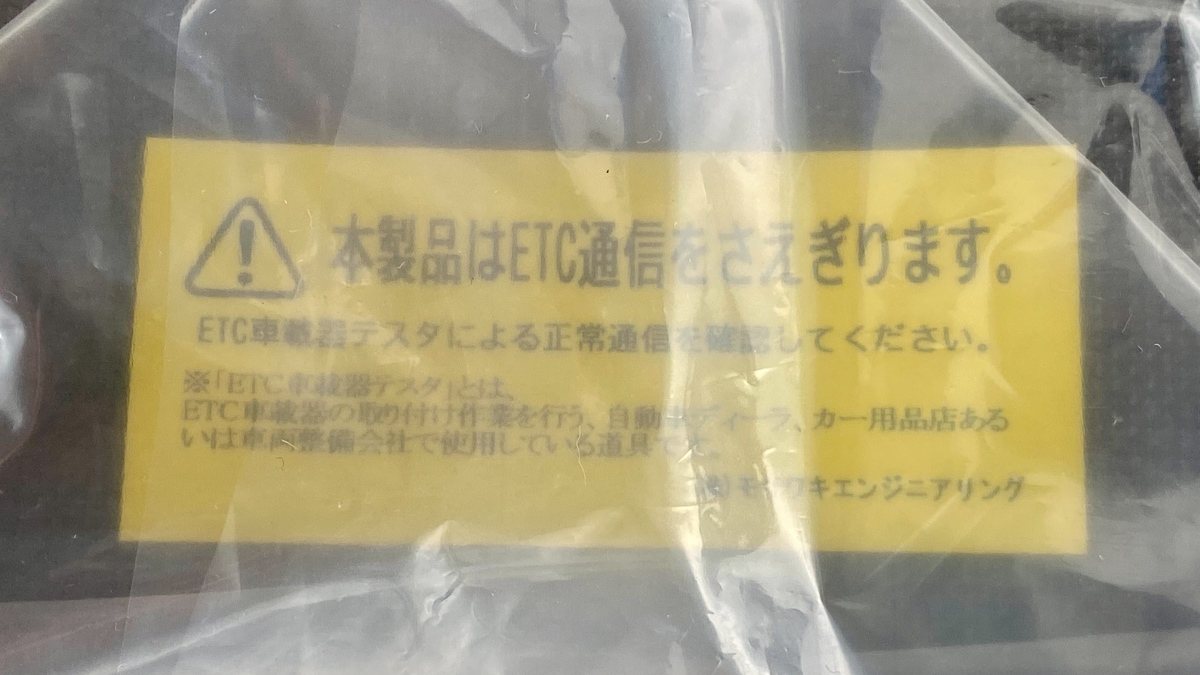 本製品はETC通信をさえぎります。
ETC車載器テスタによる正常通信を確認してください。
※「ETC車載器テスタ」とは、
ETC車載器の取り付け作業を行う、自動車ディーラ、カー用品店ある
いは車両整備会社で使用している道具です。
㈱モリワキエンジニアリング